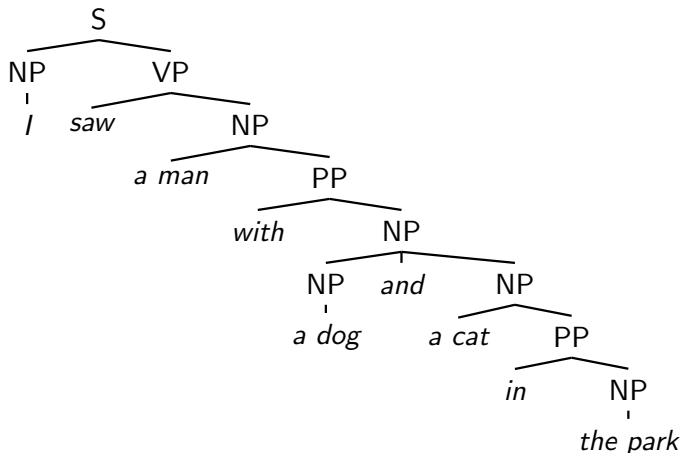 S
NP VP
I saw NP
a man PP
with NP
NP and NP
a dog a cat PP
in NP
the park